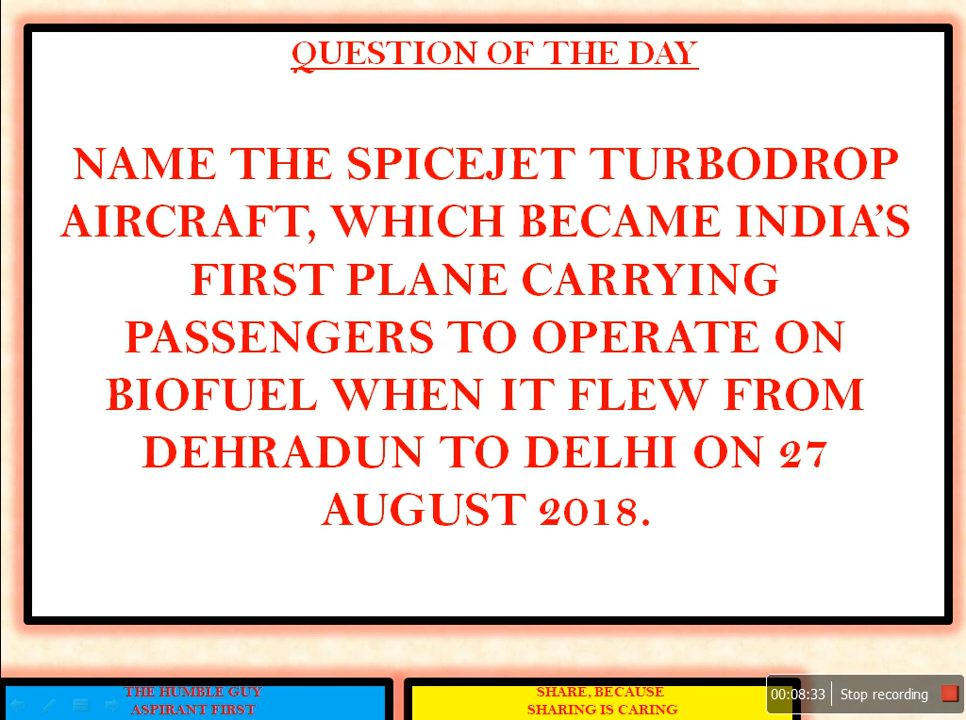 QUESTION OF THE DAY
NAME THE SPICEJET TURBODROP
AIRCRAFT, WHICH BECAME INDIA'S
FIRST PLANE CARRYING
PASSENGERS TO OPERATE ON
BIOFUEL WHEN IT FLEW FROM
DEHRADUN TO DELHI ON 27
AUGUST 2018.
THE HUMBLE GUY
ASPIRANT FIRST
SHARE, BECAUSE
SHARING IS CARING
00:08:33 Stop recording